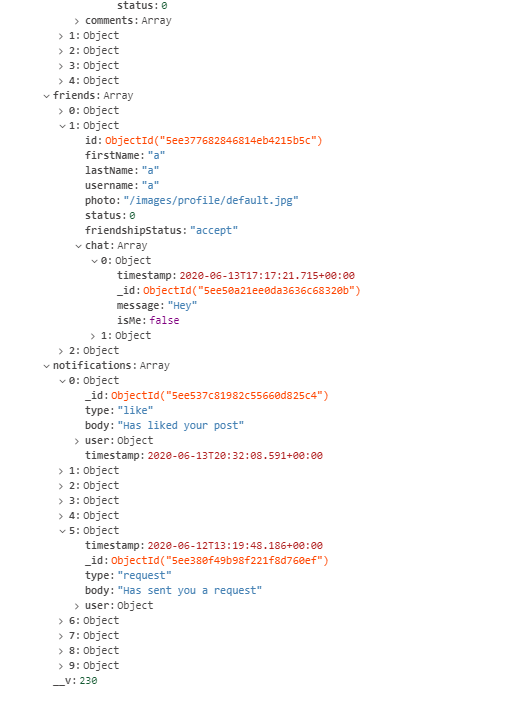 status: 0
comments: Array
1: Object
2: Object
3: Object
4: Object
friends: Array
0: Object
1: Object
id: ObjectId("5ee377682846814eb4215b5c")
firstName: "a"
lastName: "a"
username: "a"
photo: "/images/profile/default.jpg"
status: 0
friendshipStatus: "accept"
chat: Array
0: Object
timestamp: 2020-06-13T17:17:21.715+00:00
_id: ObjectId("5ee50a21ee0da3636c68320b")
message: "Hey"
isMe: false
1: Object
2: Object
notifications: Array
0: Object
_id: ObjectId("5ee537c81982c55660d825c4")
type: "like"
body: "Has liked your post"
user: Object
timestamp: 2020-06-13T20:32:08.591+00:00
1: Object
2: Object
3: Object
4: Object
5: Object
timestamp: 2020-06-12T13:19:48.186+00:00
_id: ObjectId("5ee380f49b98f221f8d760ef")
type: "request"
body: "Has sent you a request"
user: Object
6: Object
7: Object
8: Object
9: Object
__v: 230